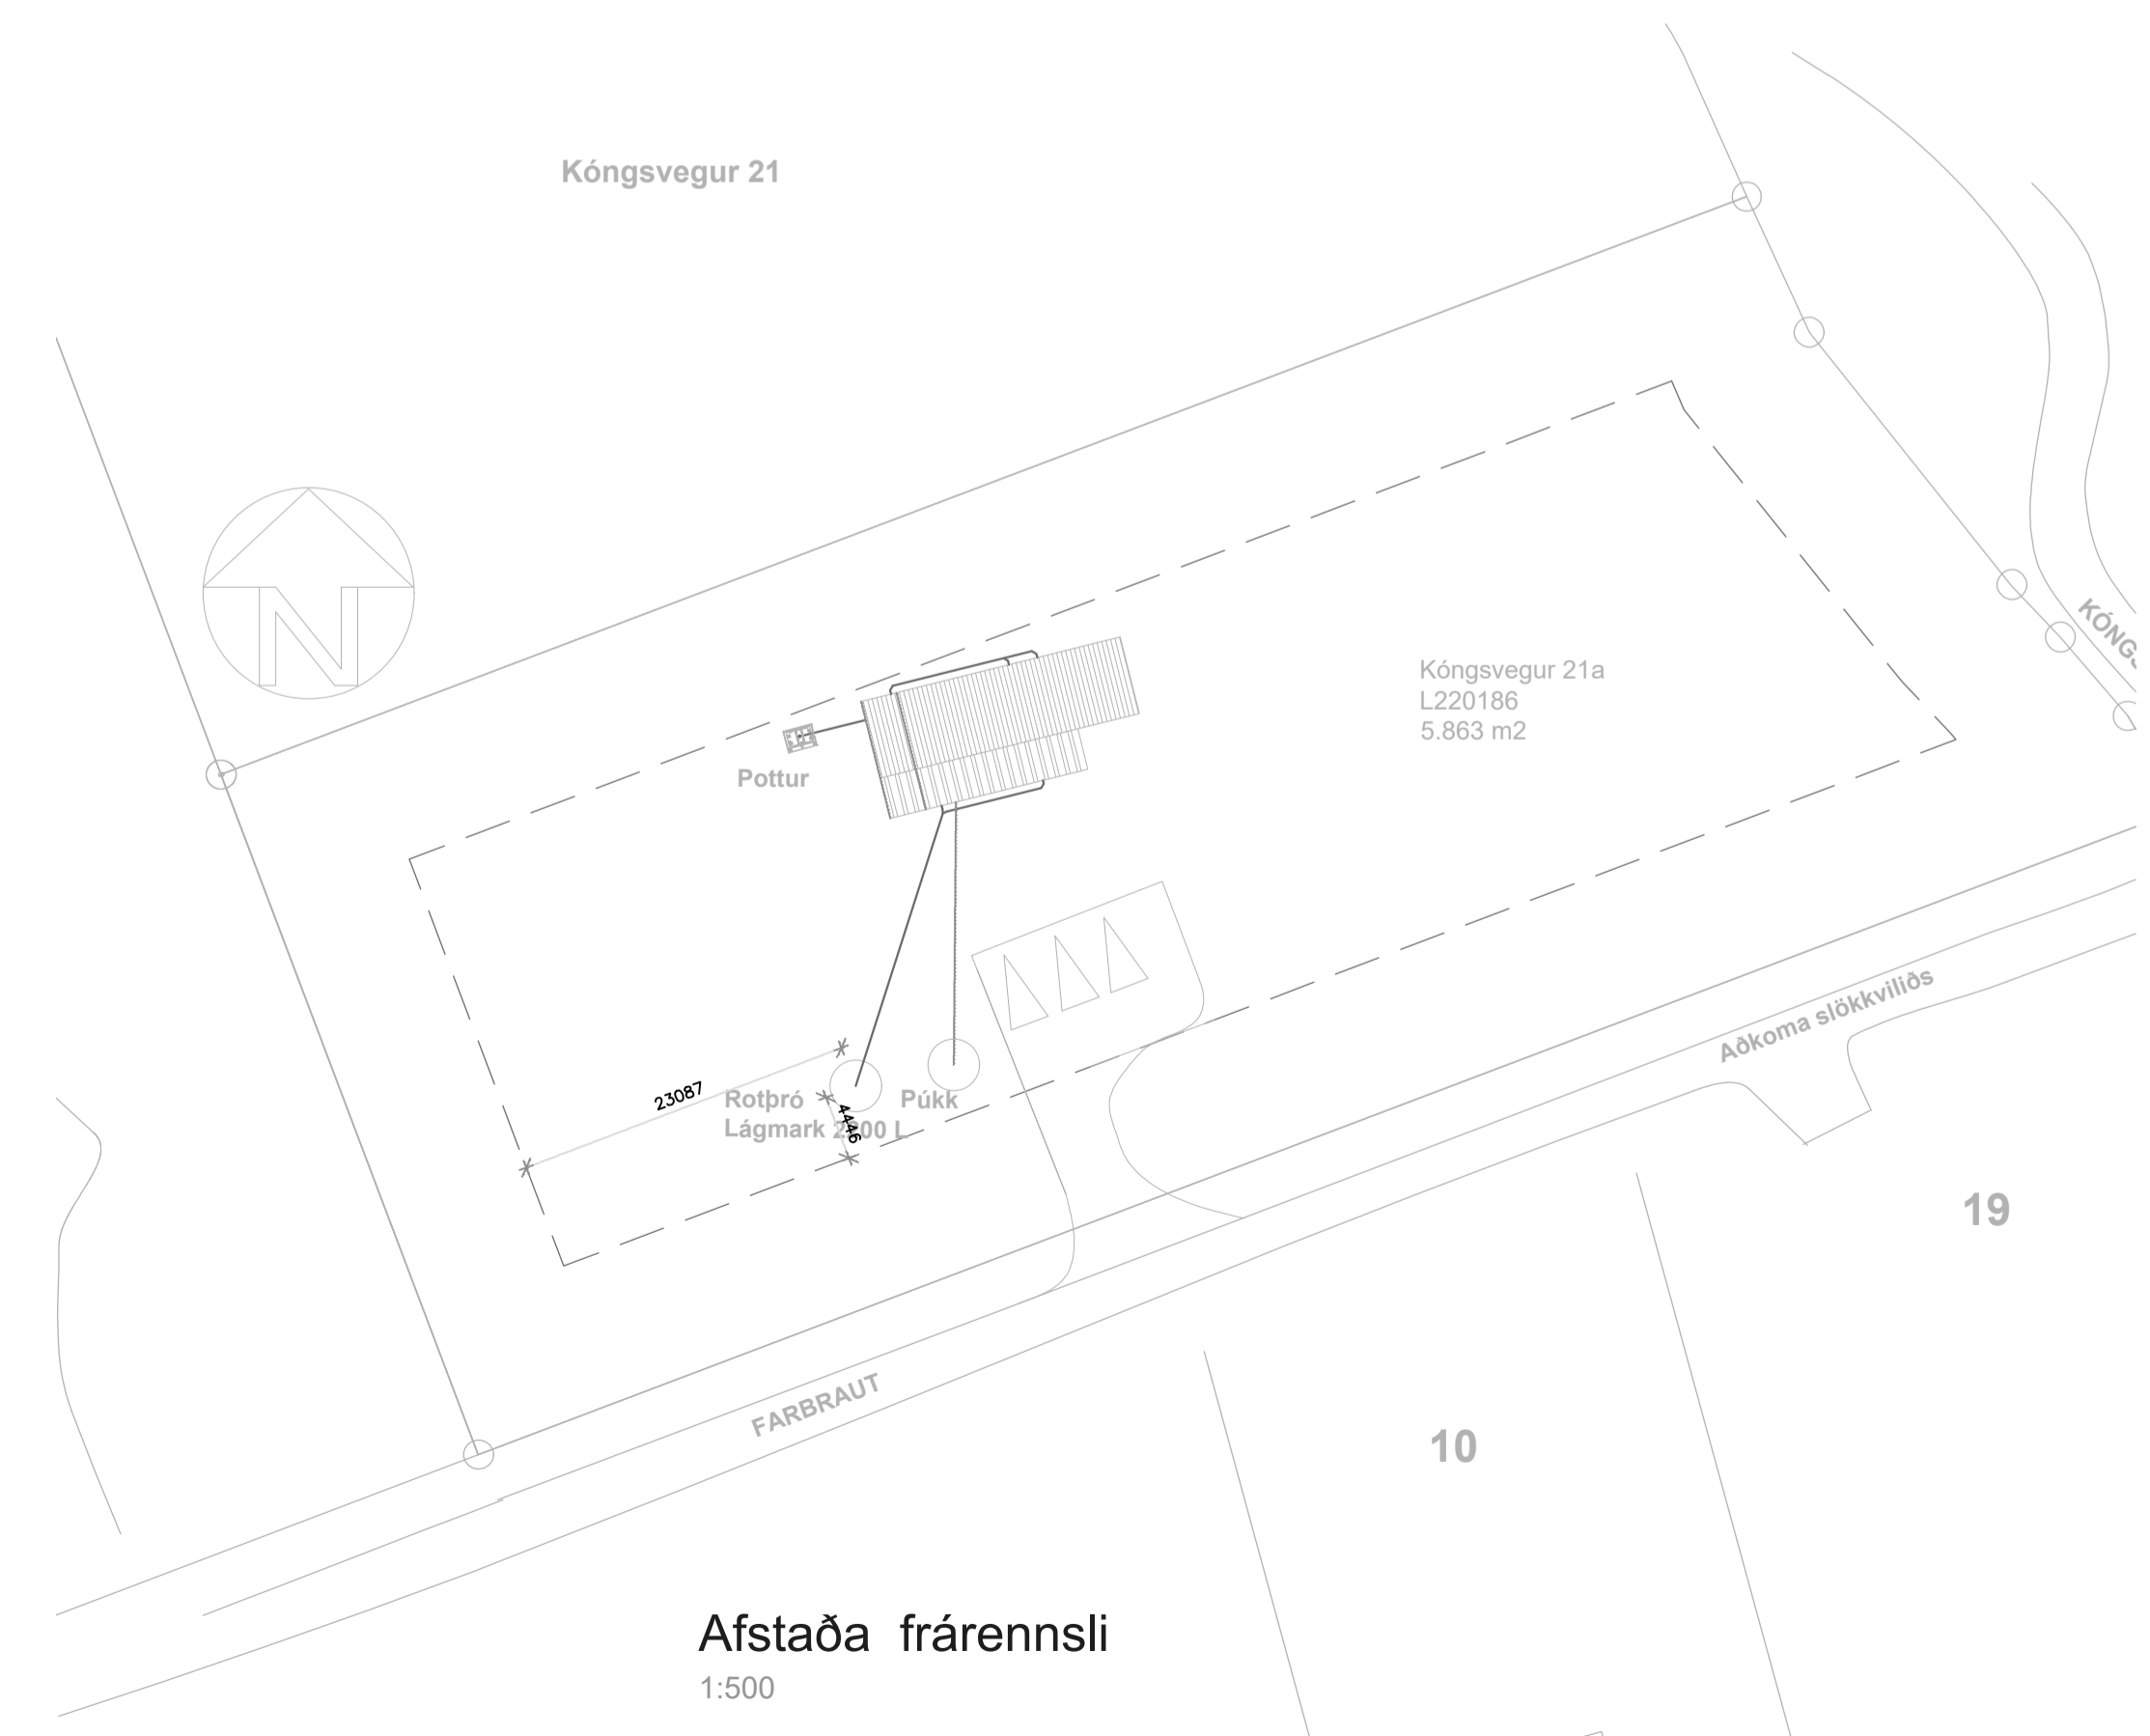 Kóngsvegur 21
N
Kóngsvegur 21a
L220186
5.863 m2
Pottur
23087
Rotþró
Lágmark
4446
Púkk
Aðkoma slökkviliðs
19
10
FARBRAUT
Afstaða frárennsli
1:500